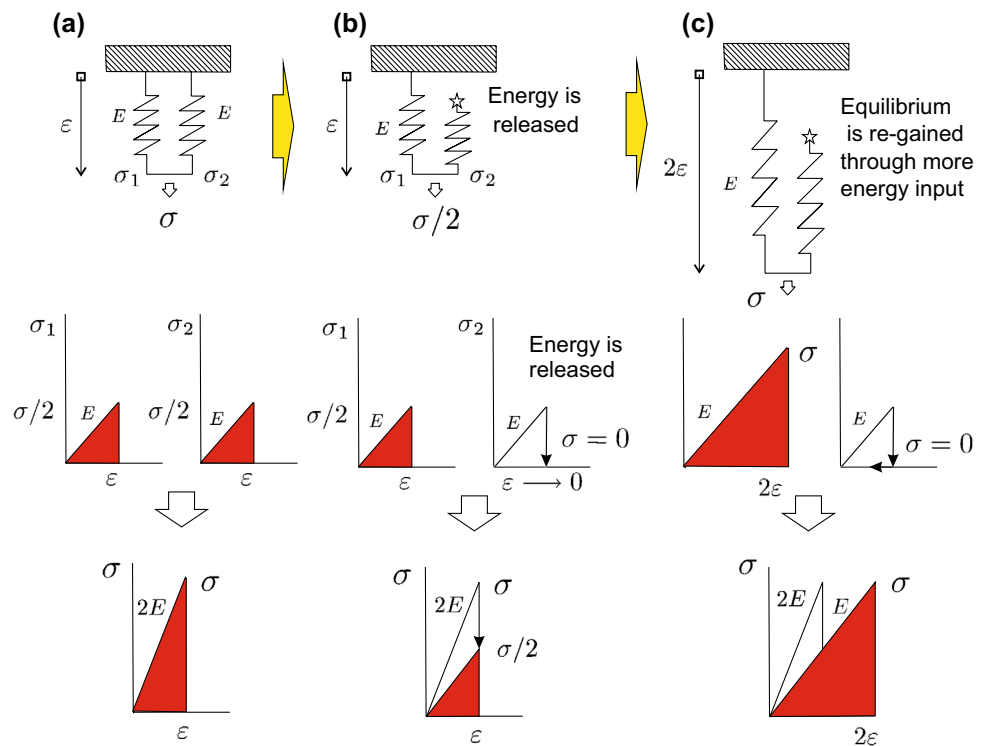 (a)
(b)
(c)
ε
E
E
σ₁
σ₂
σ
ε
E
Energy is
released
σ₁
σ₂
σ/2
2ε
E
Equilibrium
is re-gained
through more
energy input
σ
σ₁
σ/2
E
ε
σ₂
σ/2
E
ε
σ₁
σ/2
E
ε
σ₂
Energy is
released
E
σ = 0
ε → 0
σ
E
2ε
E
σ = 0
σ
2E
σ
ε
σ
2E
σ
σ/2
ε
σ
2E
E
σ
2ε